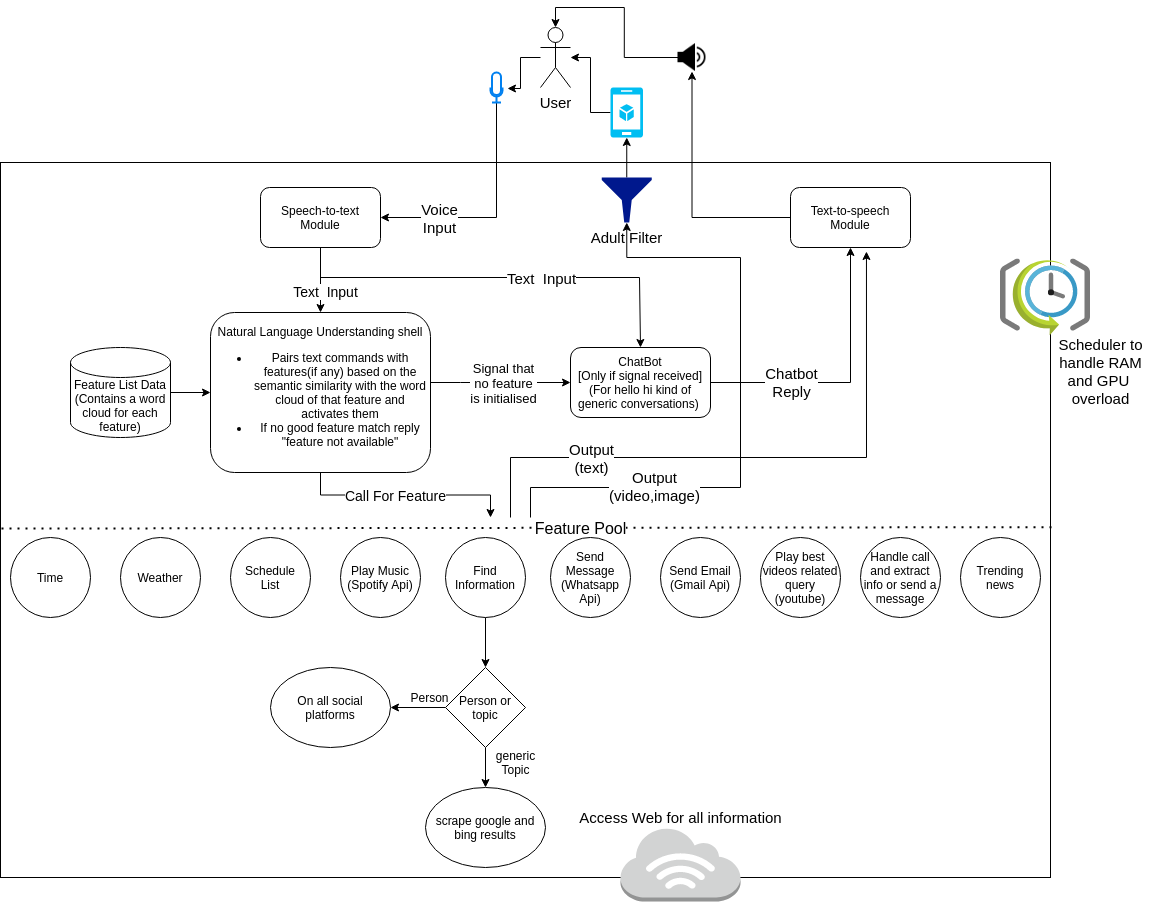 User
Speech-to-text
Module
Voice
Input
Adult Filter
Text-to-speech
Module
Text  Input
Text  Input
Natural Language Understanding shell
Pairs text commands with
features(if any) based on the
semantic similarity with the word
cloud of that feature and
activates them
If no good feature match reply
"feature not available"
Feature List Data
(Contains a word
cloud for each
feature)
Signal that
no feature
is initialised
ChatBot
[Only if signal received]
(For hello hi kind of
generic conversations)
Chatbot
Reply
Scheduler to
handle RAM
and GPU
overload
Output
(text)
Output
(video,image)
Call For Feature
Feature Pool
Time
Weather
Schedule
List
Play Music
(Spotify Api)
Find
Information
Send
Message
(Whatsapp
Api)
Send Email
(Gmail Api)
Play best
videos related
query
(youtube)
Handle call
and extract
info or send a
message
Trending
news
On all social
platforms
Person
Person or
topic
generic
Topic
scrape google and
bing results
Access Web for all information